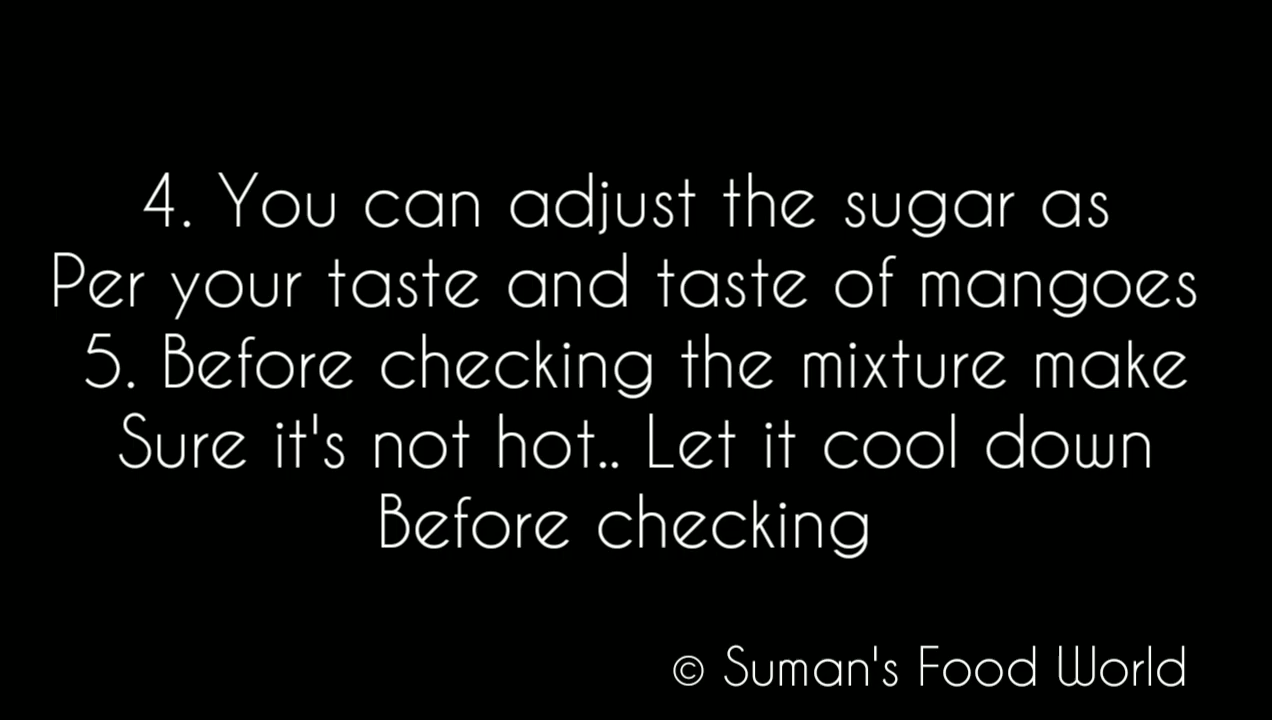 4. You can adjust the sugar as
Per your taste and taste of mangoes
5. Before checking the mixture make
Sure it's not hot.. Let it cool down
Before checking
© Suman's Food World